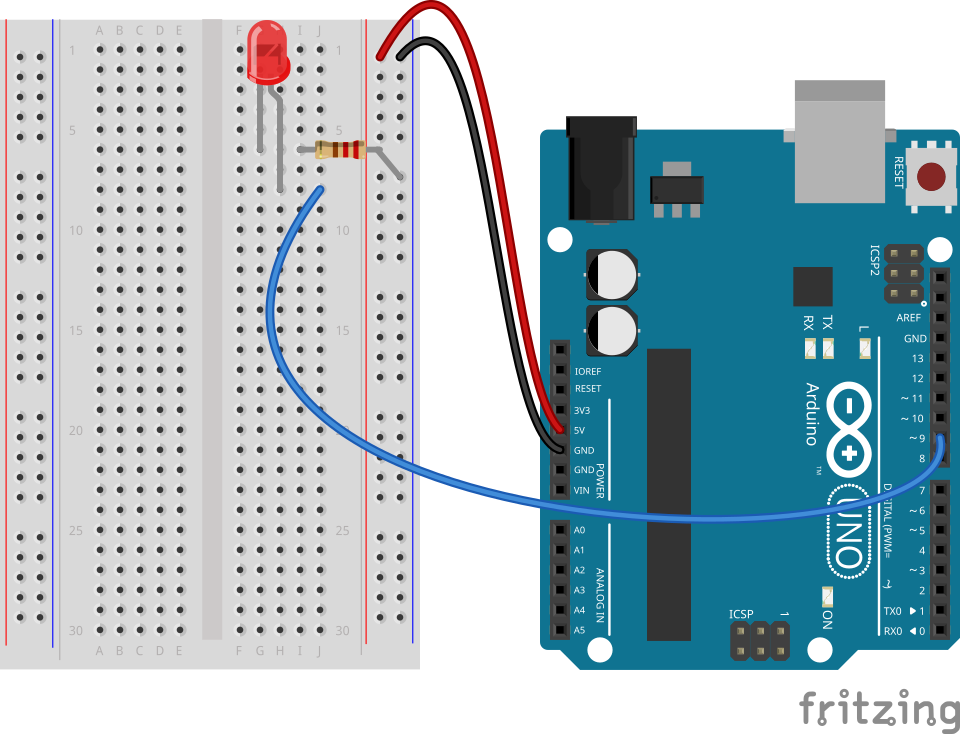 A B C D E F I J
1 1
5 5
10 10
15 15
20 20
25 25
30 30
A B C D E F G H I J
RESET
ICSP2
AREF
GND
13
12
~ 11
~ 10
~ 9
8
7
~ 6
~ 5
4
~ 3
2
TX0 ▶ 1
RX0 ◀ 0
RX
TX
L
IOREF
RESET
3V3
5V
GND
GND
VIN
POWER
A0
A1
A2
A3
A4
A5
ANALOG IN
Arduino
TM
UNO
DIGITAL (PWM= ~)
ICSP
1
ON
fritzing